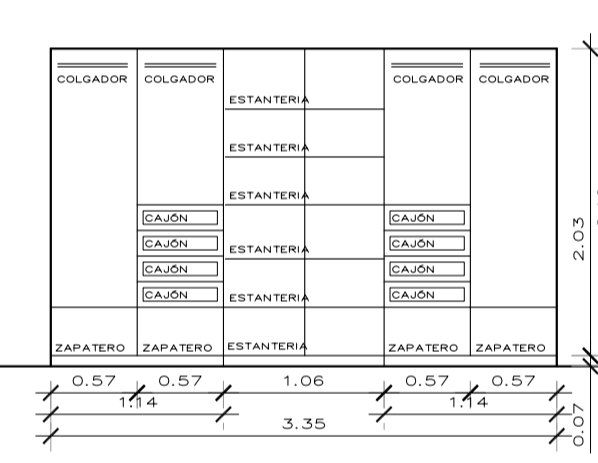 COLGADOR COLGADOR COLGADOR COLGADOR
ESTANTERIA
ESTANTERIA
ESTANTERIA
CAJÓN CAJÓN
CAJÓN CAJÓN
ESTANTERIA
CAJÓN CAJÓN
CAJÓN CAJÓN
ESTANTERIA
ZAPATERO ZAPATERO ESTANTERIA ZAPATERO ZAPATERO
2.03
0.57 0.57 1.06 0.57 0.57
1.14 1.14
3.35
0.07